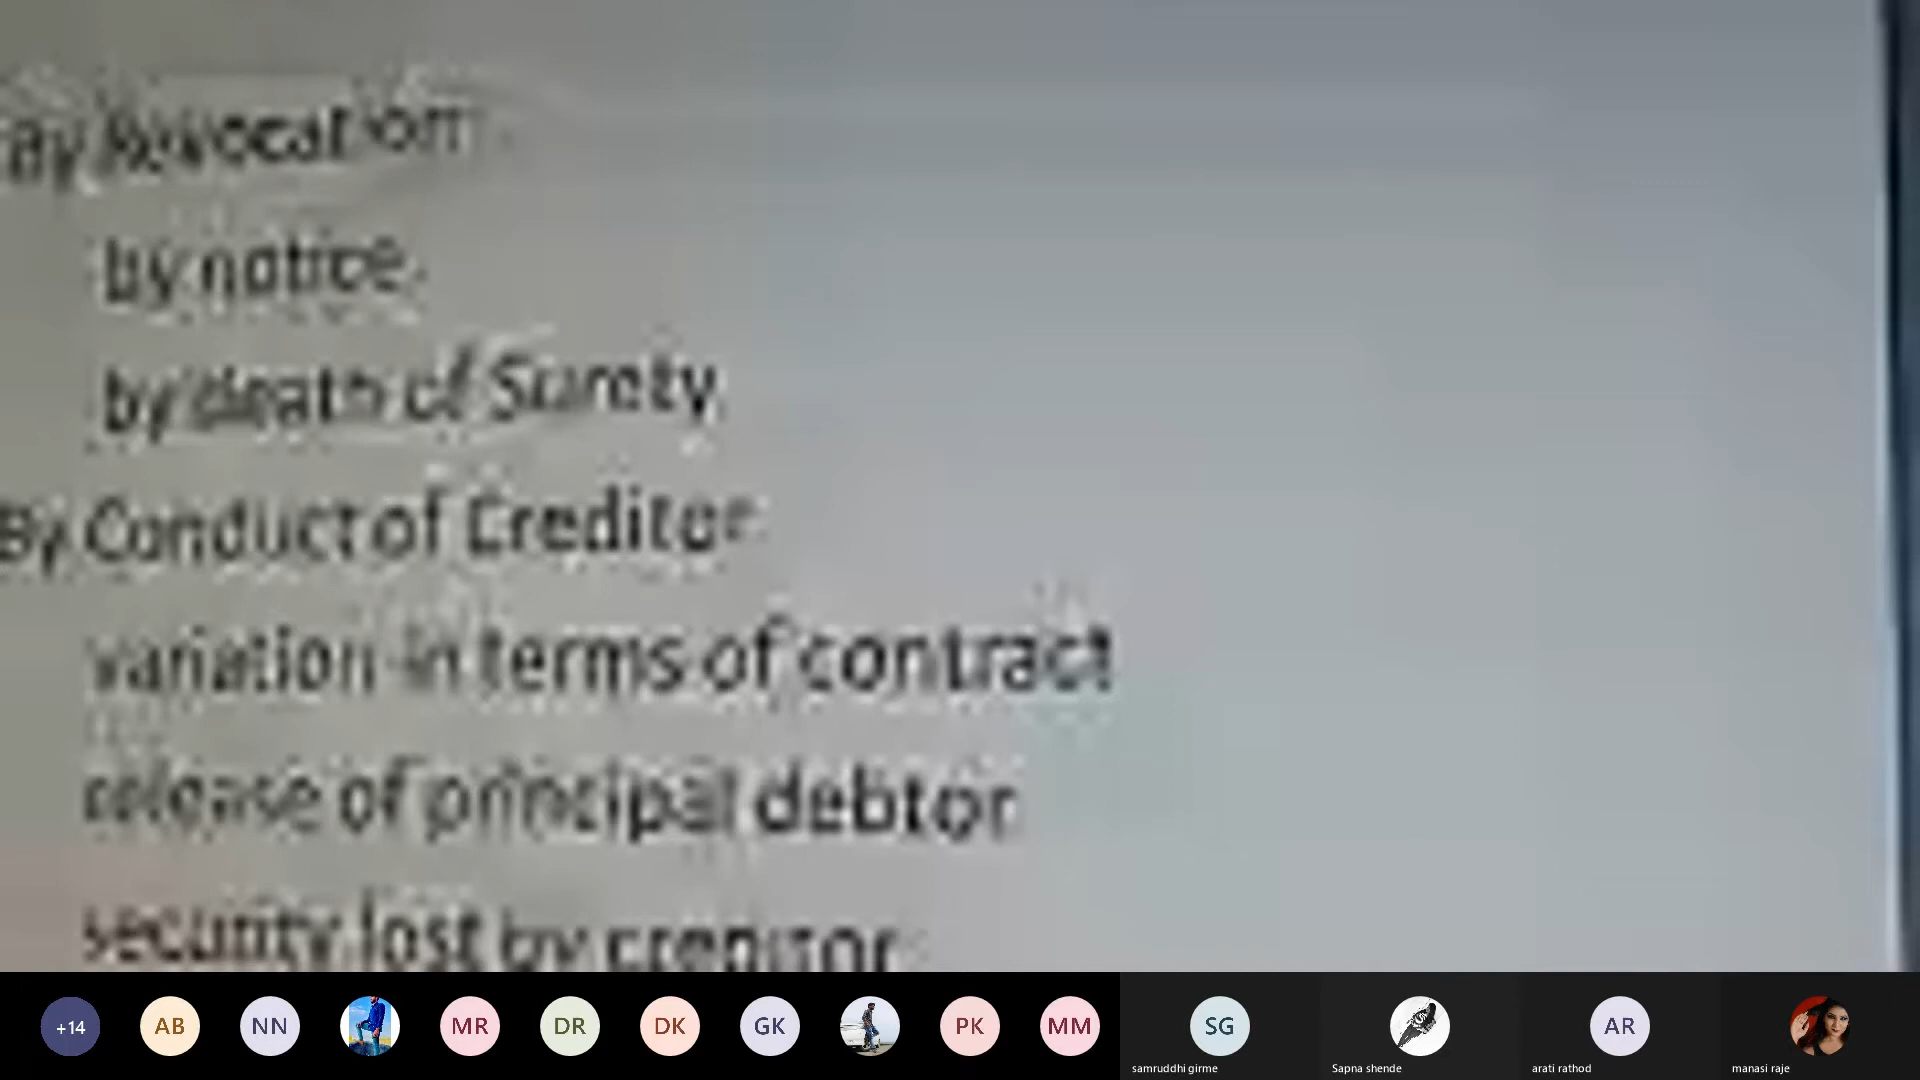 By Revocation
by notice
by death of Surety
By Conduct of Creditor
variation in terms of contract
release of principal debtor
security lost by creditor
+14 AB NN MR DR DK GK PK MM SG AR
samruddhi girme Sapna shende arati rathod manasi raje